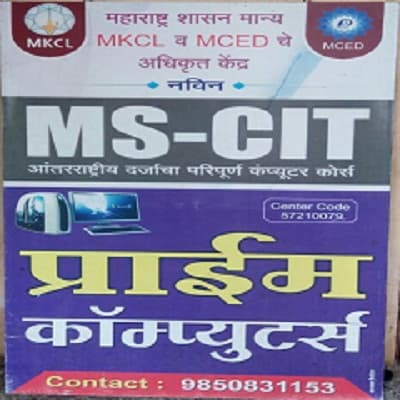 MKCL
महाराष्ट्र शासन मान्य
MKCL व MCED चे
अधिकृत केंद्र
MCED
नविन
MS-CIT
आंतरराष्ट्रीय दर्जाचा परिपूर्ण कंप्यूटर कोर्स
Center Code
57210079
प्राईम
कॉम्प्युटर्स
Contact : 9850831153